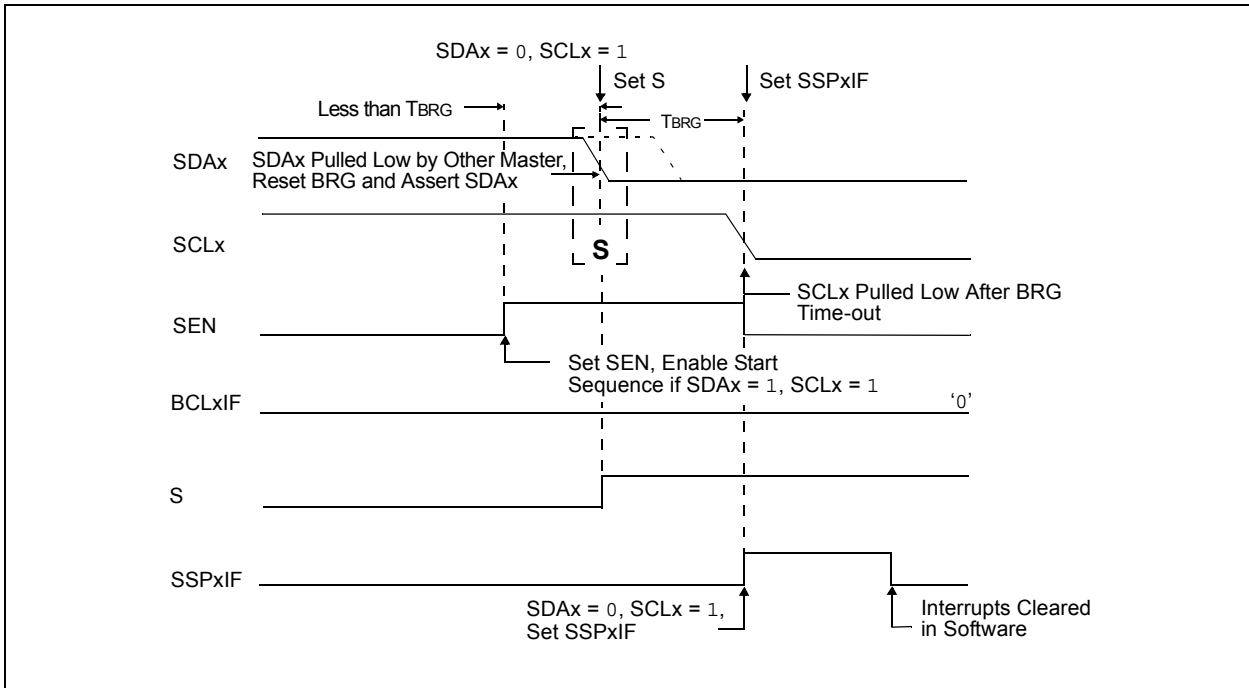 SDAx = 0, SCLx = 1
Set S
Set SSPxIF
Less than TBRG
TBRG
SDAx
SDAx Pulled Low by Other Master,
Reset BRG and Assert SDAx
SCLx
S
SCLx Pulled Low After BRG
Time-out
SEN
Set SEN, Enable Start
Sequence if SDAx = 1, SCLx = 1
BCLxIF
‘0’
S
SSPxIF
SDAx = 0, SCLx = 1,
Set SSPxIF
Interrupts Cleared
in Software